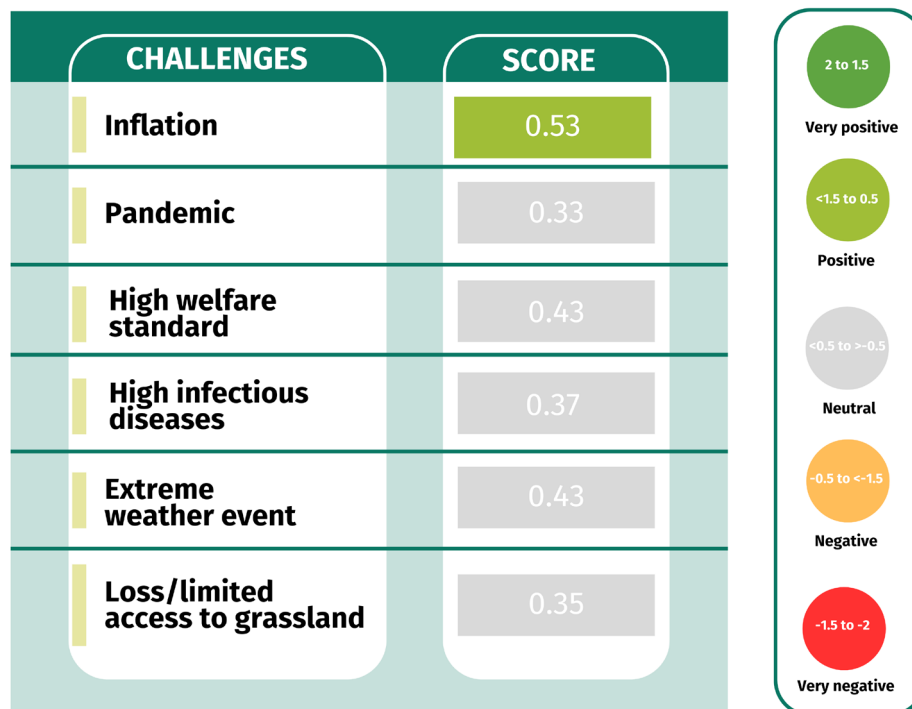 CHALLENGES
SCORE
Inflation
0.53
Pandemic
0.33
High welfare
standard
0.43
High infectious
diseases
0.37
Extreme
weather event
0.43
Loss/limited
access to grassland
0.35
2 to 1.5
Very positive
<1.5 to 0.5
Positive
<0.5 to >-0.5
Neutral
-0.5 to <-1.5
Negative
-1.5 to -2
Very negative